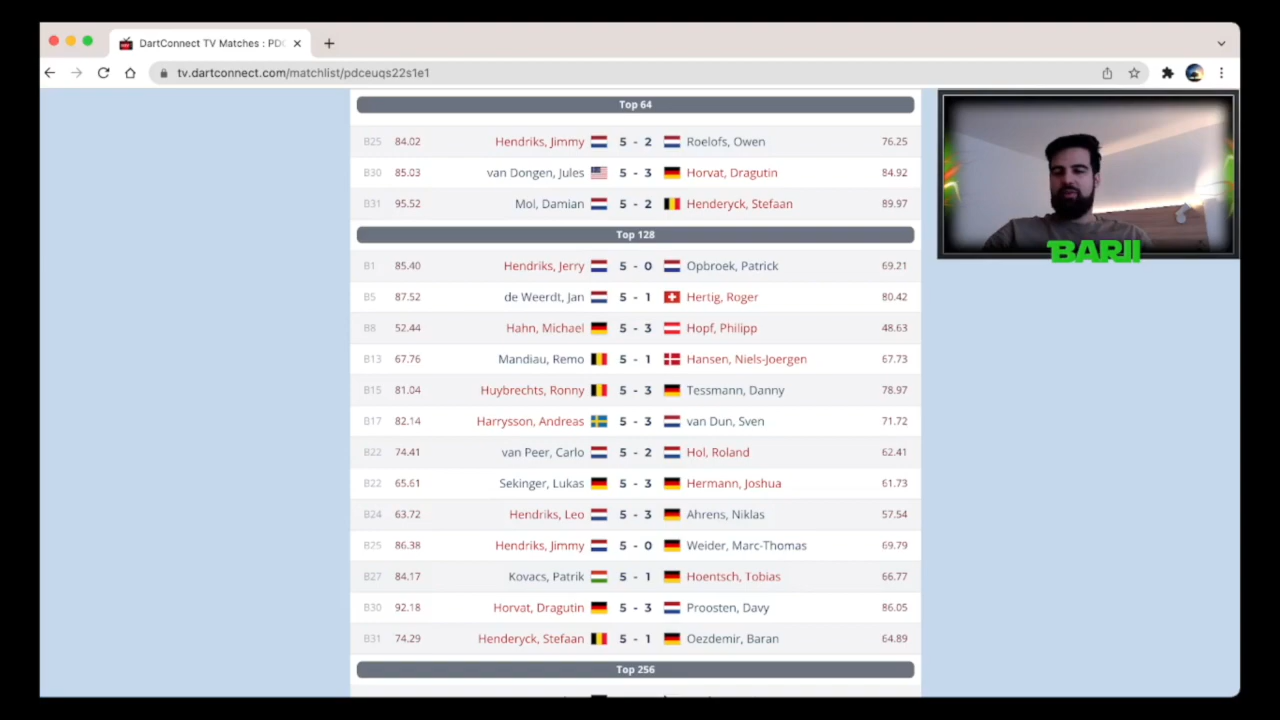 DartConnect TV Matches : PDC
tv.dartconnect.com/matchlist/pdceuqs22s1e1
Top 64
B25 84.02 Hendriks, Jimmy 5 - 2 Roelofs, Owen 76.25
B30 85.03 van Dongen, Jules 5 - 3 Horvat, Dragutin 84.92
B31 95.52 Mol, Damian 5 - 2 Henderyck, Stefaan 89.97
Top 128
B1 85.40 Hendriks, Jerry 5 - 0 Opbroek, Patrick 69.21
B5 87.52 de Weerdt, Jan 5 - 1 Hertig, Roger 80.42
B8 52.44 Hahn, Michael 5 - 3 Hopf, Philipp 48.63
B13 67.76 Mandiau, Remo 5 - 1 Hansen, Niels-Joergen 67.73
B15 81.04 Huybrechts, Ronny 5 - 3 Tessmann, Danny 78.97
B17 82.14 Harrysson, Andreas 5 - 3 van Dun, Sven 71.72
B22 74.41 van Peer, Carlo 5 - 2 Hol, Roland 62.41
B22 65.61 Sekinger, Lukas 5 - 3 Hermann, Joshua 61.73
B24 63.72 Hendriks, Leo 5 - 3 Ahrens, Niklas 57.54
B25 86.38 Hendriks, Jimmy 5 - 0 Weider, Marc-Thomas 69.79
B27 84.17 Kovacs, Patrik 5 - 1 Hoentsch, Tobias 66.77
B30 92.18 Horvat, Dragutin 5 - 3 Proosten, Davy 86.05
B31 74.29 Henderyck, Stefaan 5 - 1 Oezdemir, Baran 64.89
Top 256
BARII